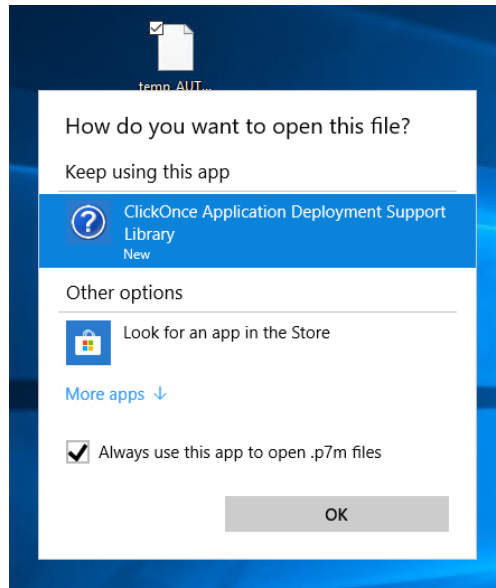 temp_AUT...
How do you want to open this file?
Keep using this app
ClickOnce Application Deployment Support
Library
New
Other options
Look for an app in the Store
More apps ↓
Always use this app to open .p7m files
OK